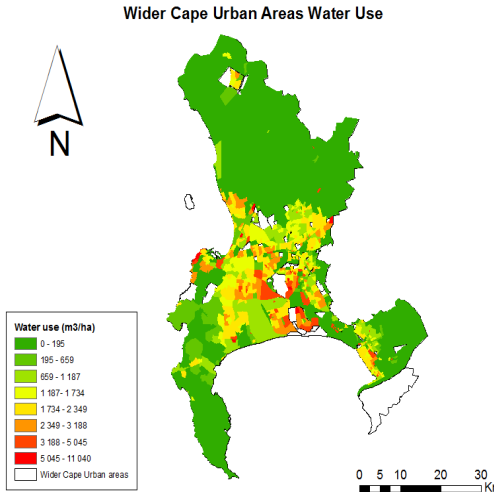 Wider Cape Urban Areas Water Use
N
Water use (m3/ha)
0 - 195
195 - 659
659 - 1 187
1 187 - 1 734
1 734 - 2 349
2 349 - 3 188
3 188 - 5 045
5 045 - 11 040
Wider Cape Urban areas
0 5 10 20 30